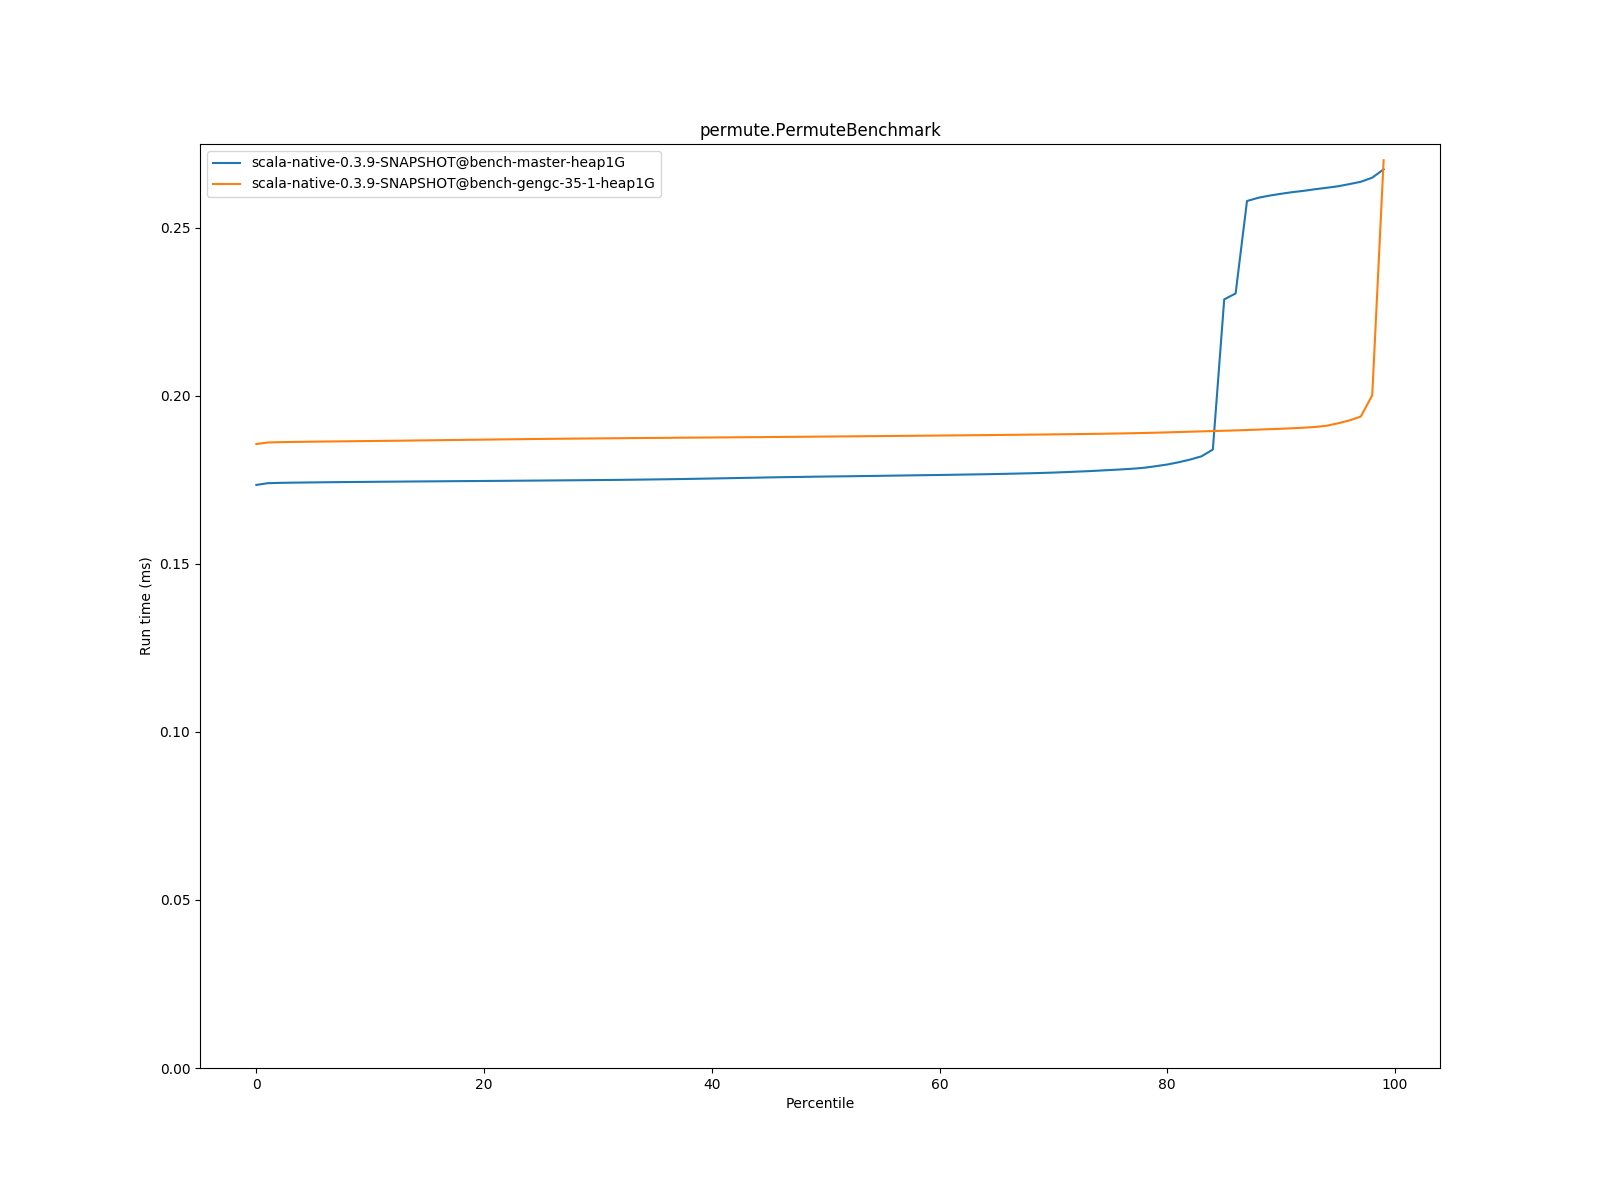 permute.PermuteBenchmark
scala-native-0.3.9-SNAPSHOT@bench-master-heap1G
scala-native-0.3.9-SNAPSHOT@bench-gengc-35-1-heap1G
0.25
0.20
0.15
0.10
0.05
0.00
Run time (ms)
0 20 40 60 80 100
Percentile